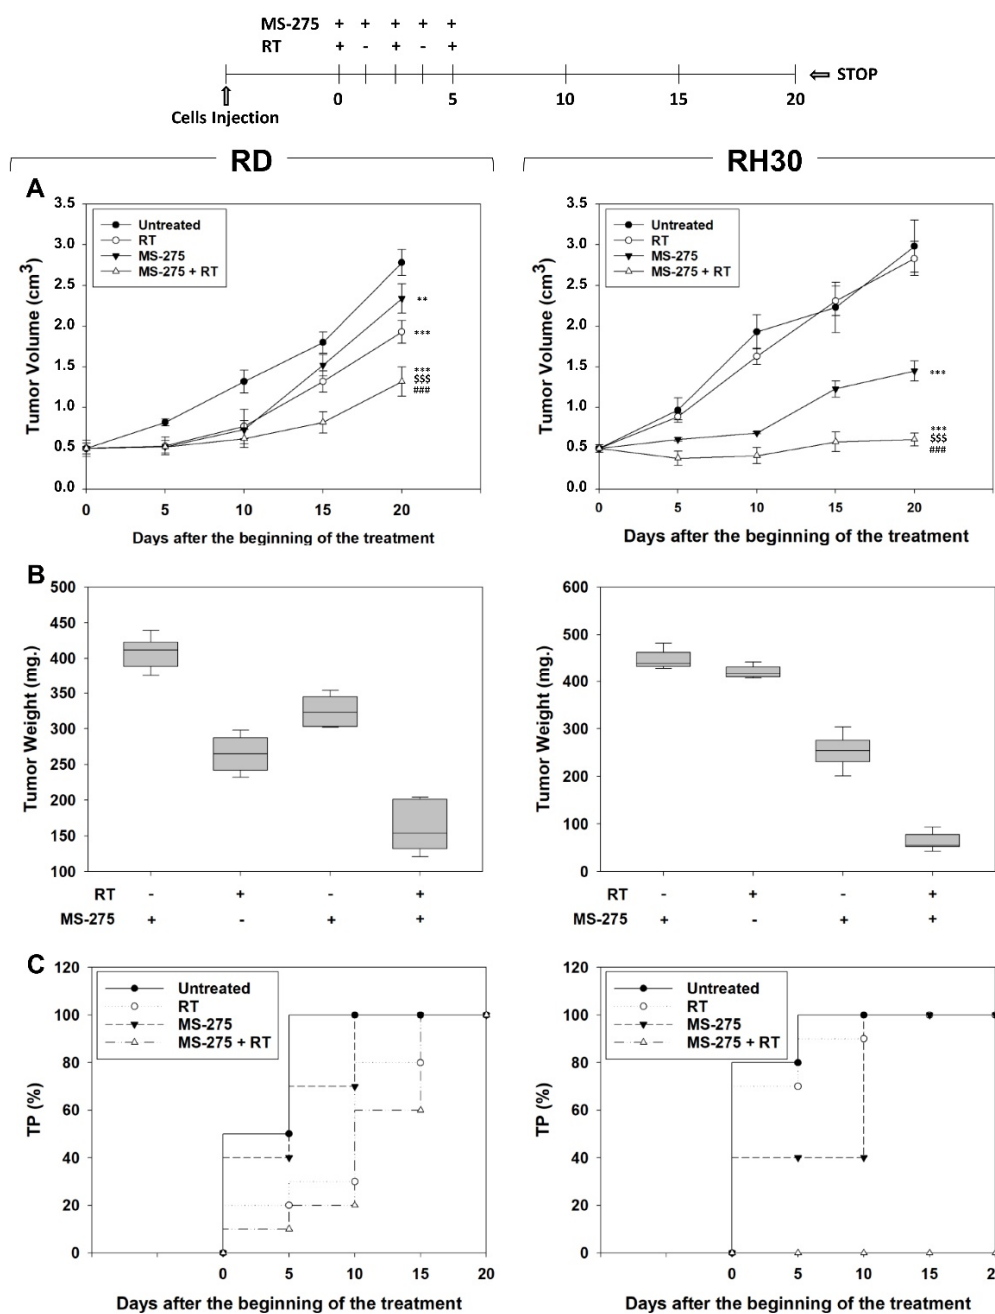 MS-275 + + + + +
RT + - + - +
0 5 10 15 20
STOP
Cells Injection
RD
RH30
A
3.5
3.0
2.5
2.0
1.5
1.0
0.5
0.0
Tumor Volume (cm3)
Untreated
RT
MS-275
MS-275 + RT
**
***
***
$$$
###
0 5 10 15 20
Days after the beginning of the treatment
3.5
3.0
2.5
2.0
1.5
1.0
0.5
0.0
Tumor Volume (cm3)
Untreated
RT
MS-275
MS-275 + RT
***
***
$$$
###
0 5 10 15 20
Days after the beginning of the treatment
B
500
450
400
350
300
250
200
150
100
Tumor Weight (mg.)
RT - + - +
MS-275 + - + +
600
500
400
300
200
100
0
Tumor Weight (mg.)
RT - + - +
MS-275 + - + +
C
120
100
80
60
40
20
0
TP (%)
Untreated
RT
MS-275
MS-275 + RT
0 5 10 15 20
Days after the beginning of the treatment
120
100
80
60
40
20
0
TP (%)
Untreated
RT
MS-275
MS-275 + RT
0 5 10 15
Days after the beginning of the treatment